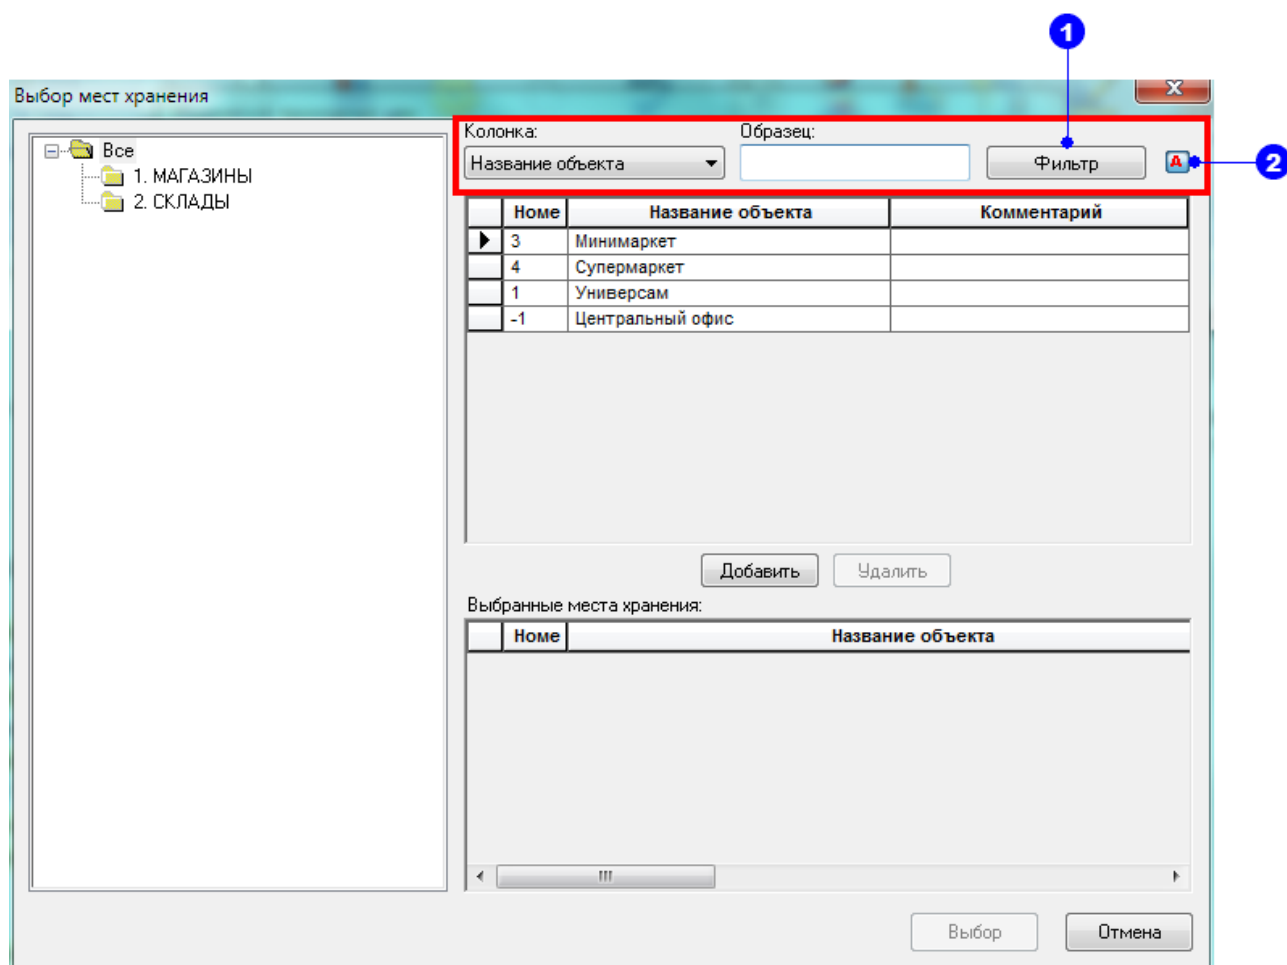 1
Выбор мест хранения
X
Колонка:
Образец:
Название объекта
Фильтр
A
2
Все
1. МАГАЗИНЫ
2. СКЛАДЫ
Номе Название объекта Комментарий
3 Минимаркет
4 Супермаркет
1 Универсам
-1 Центральный офис
Добавить Удалить
Выбранные места хранения:
Номе Название объекта
Выбор Отмена